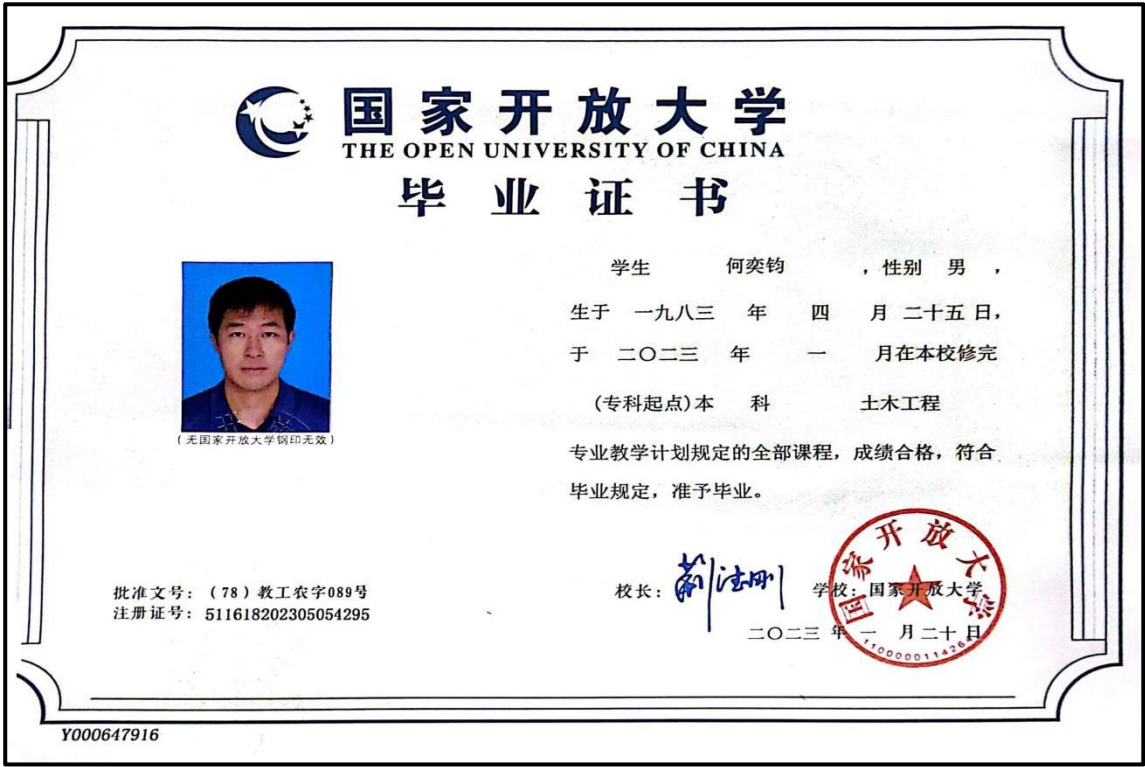 国家开放大学
THE OPEN UNIVERSITY OF CHINA
毕业证书
学生 何奕钧 ，性别 男 ，
生于 一九八三 年 四 月 二十五 日，
于 二〇二三 年 一 月在本校修完
(专科起点)本 科 土木工程
专业教学计划规定的全部课程，成绩合格，符合
毕业规定，准予毕业。
(无国家开放大学钢印无效)
批准文号：(78)教工农字089号
注册证号：511618202305054295
校长：荆德刚 学校：国家开放大学
二〇二三 年 一 月二十日
国家开放大学
Y000647916